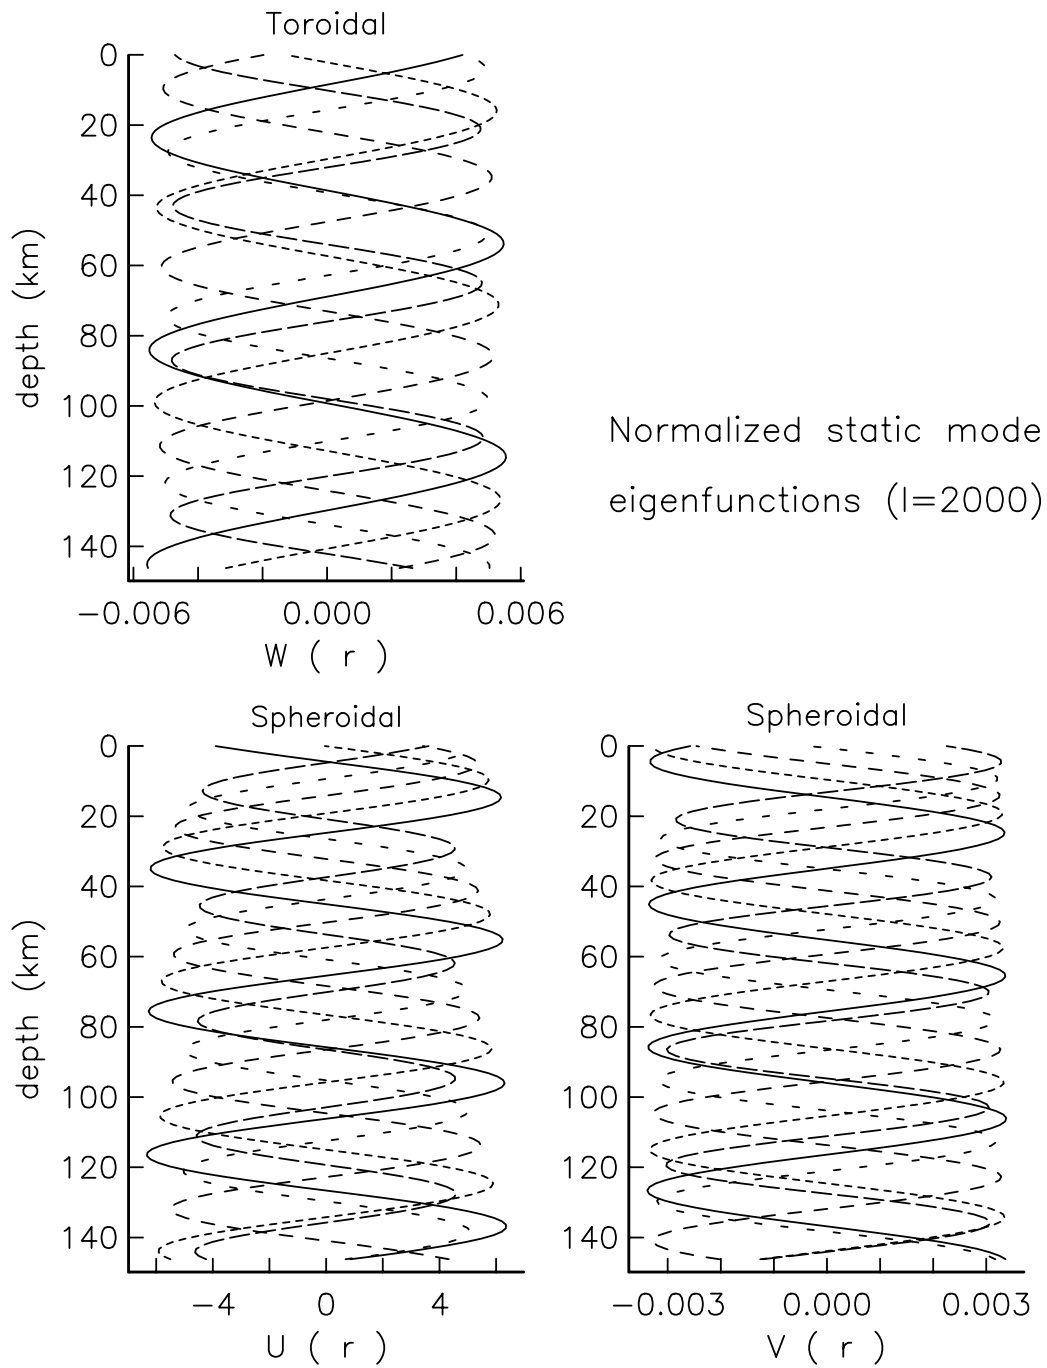 Toroidal
0
20
40
60
80
100
120
140
depth (km)
−0.006 0.000 0.006
W ( r )
Normalized static mode
eigenfunctions (l=2000)
Spheroidal
0
20
40
60
80
100
120
140
depth (km)
−4 0 4
U ( r )
Spheroidal
0
20
40
60
80
100
120
140
−0.003 0.000 0.003
V ( r )